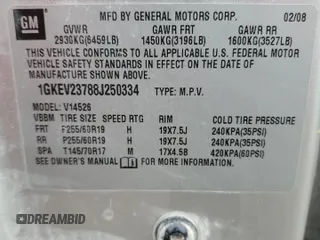 GM
MFD BY GENERAL MOTORS CORP. 02/08
GVWR GAWR FRT GAWR RR
2930KG(6459LB) 1450KG(3196LB) 1600KG(3527LB)
THIS VEHICLE CONFORMS TO ALL APPLICABLE U.S. FEDERAL MOTOR
VEHICLE SAFETY STANDARDS IN EFFECT ON THE DATE OF
MANUFACTURE SHOWN ABOVE.
1GKEV23788J250334 TYPE: M.P.V.
MODEL: V14526
VBBM TIRE SIZE SPEED RTG RIM COLD TIRE PRESSURE
FRT P255/60R19 H 19X7.5J 240KPA(35PSI)
RR P255/60R19 H 19X7.5J 240KPA(35PSI)
SPA T145/70R17 M 17X4.5B 420KPA(60PSI)
SEE OWNER'S MANUAL FOR MORE INFORMATION.
DREAMBID